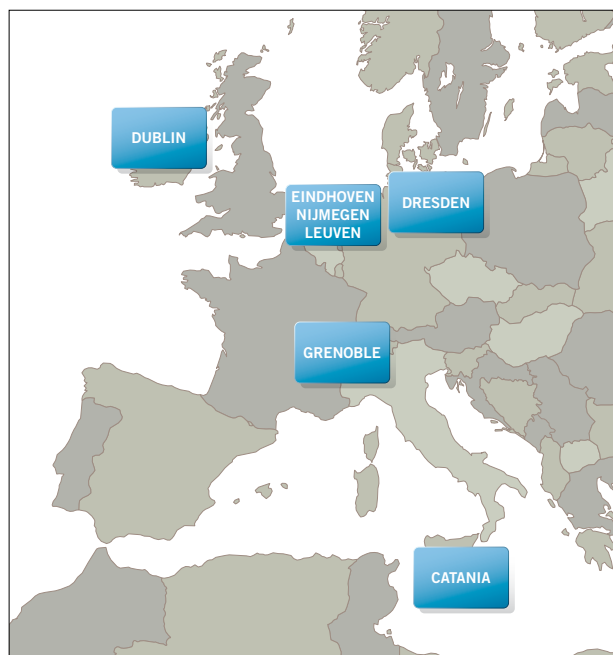 DUBLIN
EINDHOVEN
NIJMEGEN
LEUVEN
DRESDEN
GRENOBLE
CATANIA